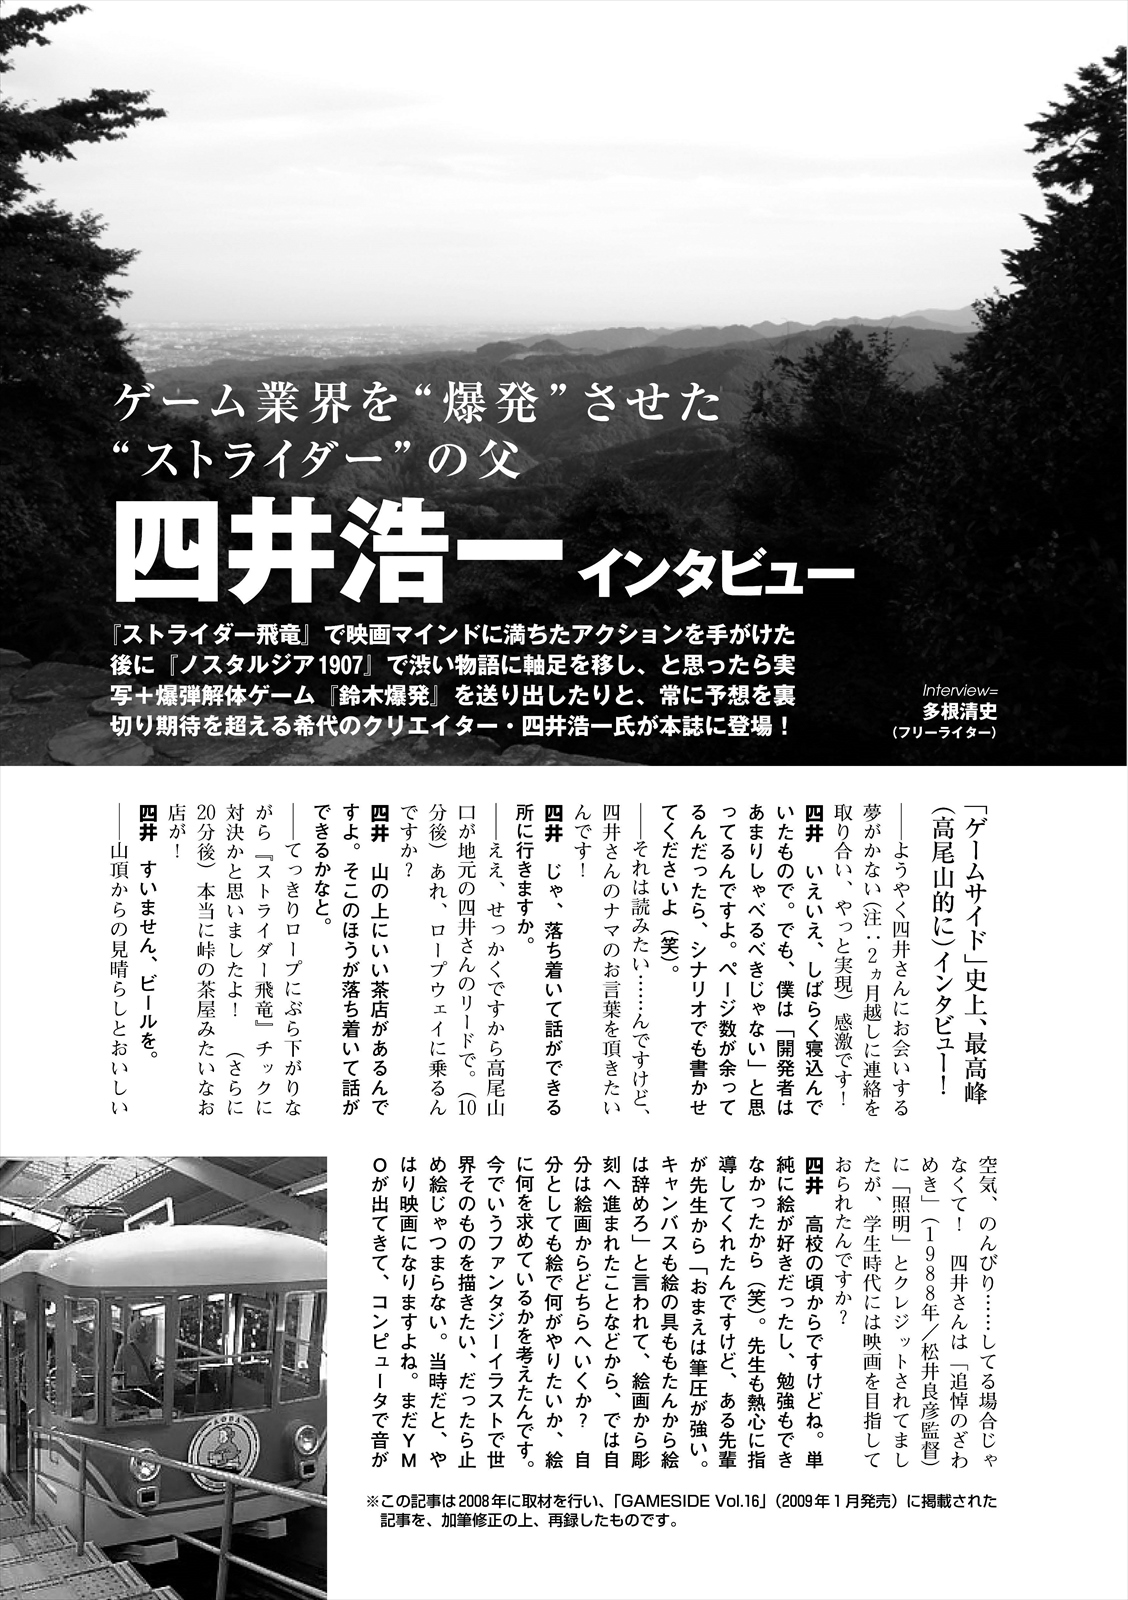 ゲーム業界を“爆発”させた
“ストライダー”の父
四井浩一 インタビュー
『ストライダー飛竜』で映画マインドに満ちたアクションを手がけた
後に『ノスタルジア1907』で渋い物語に軸足を移し、と思ったら実
写＋爆弾解体ゲーム『鈴木爆発』を送り出したりと、常に予想を裏
切り期待を超える希代のクリエイター・四井浩一氏が本誌に登場！
Interview=
多根清史
（フリーライター）
「ゲームサイド」史上、最高峰
（高尾山的に）インタビュー！
――ようやく四井さんにお会いする
夢がかない（注：2ヵ月越しに連絡を
取り合い、やっと実現）感激です！
四井　いえいえ、しばらく寝込んで
いたもので。でも、僕は「開発者は
あまりしゃべるべきじゃない」と思
ってるんですよ。ページ数が余って
るんだったら、シナリオでも書かせ
てくださいよ（笑）。
――それは読みたい……んですけど、
四井さんのナマのお言葉を頂きたい
んです！
四井　じゃ、落ち着いて話ができる
所に行きますか。
――ええ、せっかくですから高尾山
口が地元の四井さんのリードで。（10
分後）あれ、ロープウェイに乗るん
ですか？
四井　山の上にいい茶店があるんで
すよ。そこのほうが落ち着いて話が
できるかなと。
――てっきりロープにぶら下がりな
がら『ストライダー飛竜』チックに
対決かと思いましたよ！　（さらに
20分後）本当に峠の茶屋みたいなお
店が！
四井　すいません、ビールを。
――山頂からの見晴らしとおいしい
空気、のんびり……してる場合じゃ
なくて！　四井さんは「追悼のざわ
めき」（1988年／松井良彦監督）
に「照明」とクレジットされてまし
たが、学生時代には映画を目指して
おられたんですか？
四井　高校の頃からですけどね。単
純に絵が好きだったし、勉強もでき
なかったから（笑）。先生も熱心に指
導してくれたんですけど、ある先輩
が先生から「おまえは筆圧が強い。
キャンバスも絵の具ももたんから絵
は辞めろ」と言われて、絵画から彫
刻へ進まれたことなどから、では自
分は絵画からどちらへいくか？　自
分としても絵で何がやりたいか、絵
に何を求めているかを考えたんです。
今でいうファンタジーイラストで世
界そのものを描きたい、だったら止
め絵じゃつまらない。当時だと、や
はり映画になりますよね。まだＹＭ
Ｏが出てきて、コンピュータで音が
※この記事は2008年に取材を行い、「GAMESIDE Vol.16」（2009年1月発売）に掲載された
記事を、加筆修正の上、再録したものです。